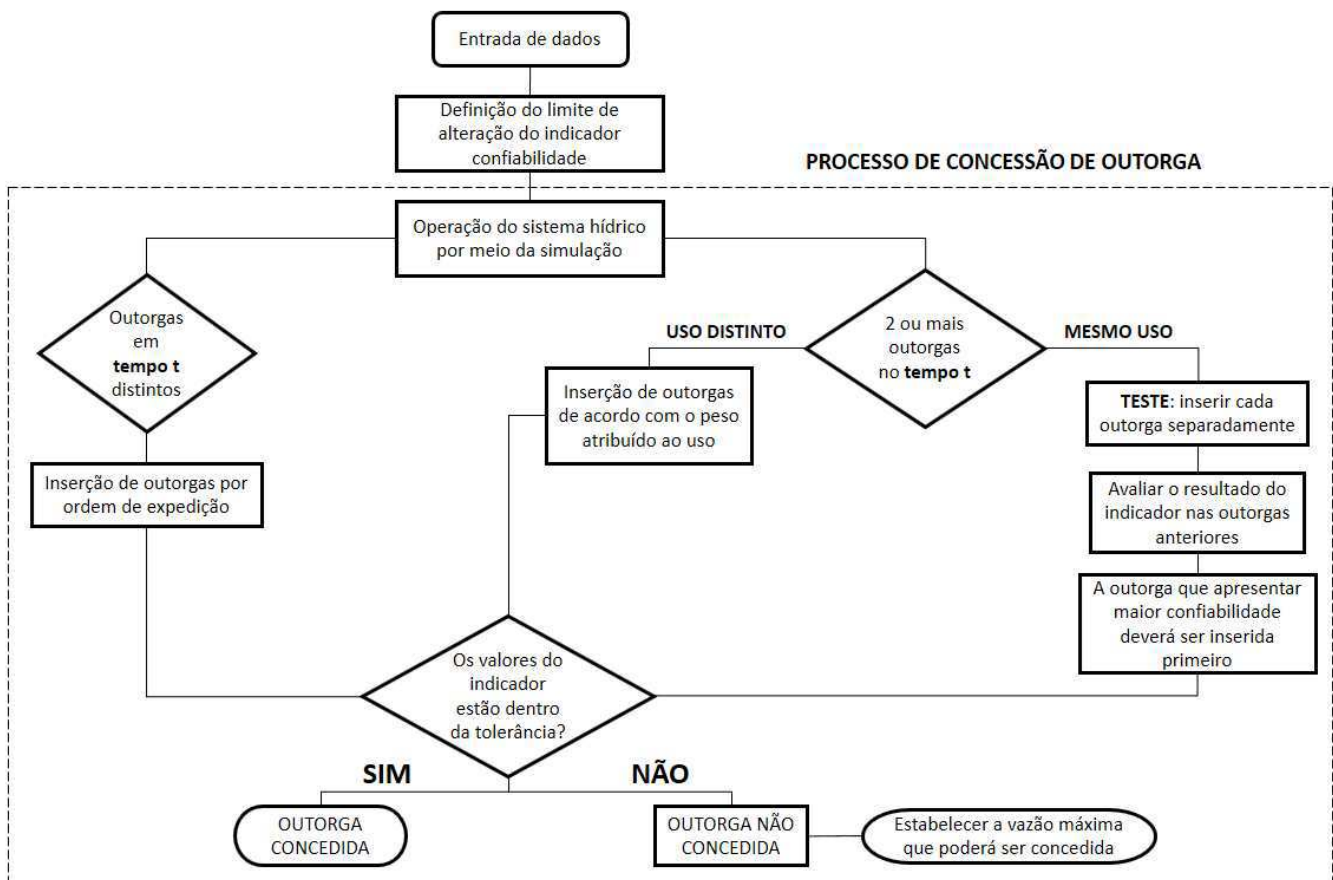 Entrada de dados
Definição do limite de
alteração do indicador
confiabilidade
PROCESSO DE CONCESSÃO DE OUTORGA
Operação do sistema hídrico
por meio da simulação
Outorgas
em
tempo t
distintos
Inserção de outorgas por
ordem de expedição
USO DISTINTO
2 ou mais
outorgas
no tempo t
MESMO USO
Inserção de outorgas
de acordo com o peso
atribuído ao uso
TESTE: inserir cada
outorga separadamente
Avaliar o resultado do
indicador nas outorgas
anteriores
A outorga que apresentar
maior confiabilidade
deverá ser inserida
primeiro
Os valores do
indicador
estão dentro
da tolerância?
SIM
NÃO
OUTORGA
CONCEDIDA
OUTORGA NÃO
CONCEDIDA
Estabelecer a vazão máxima
que poderá ser concedida